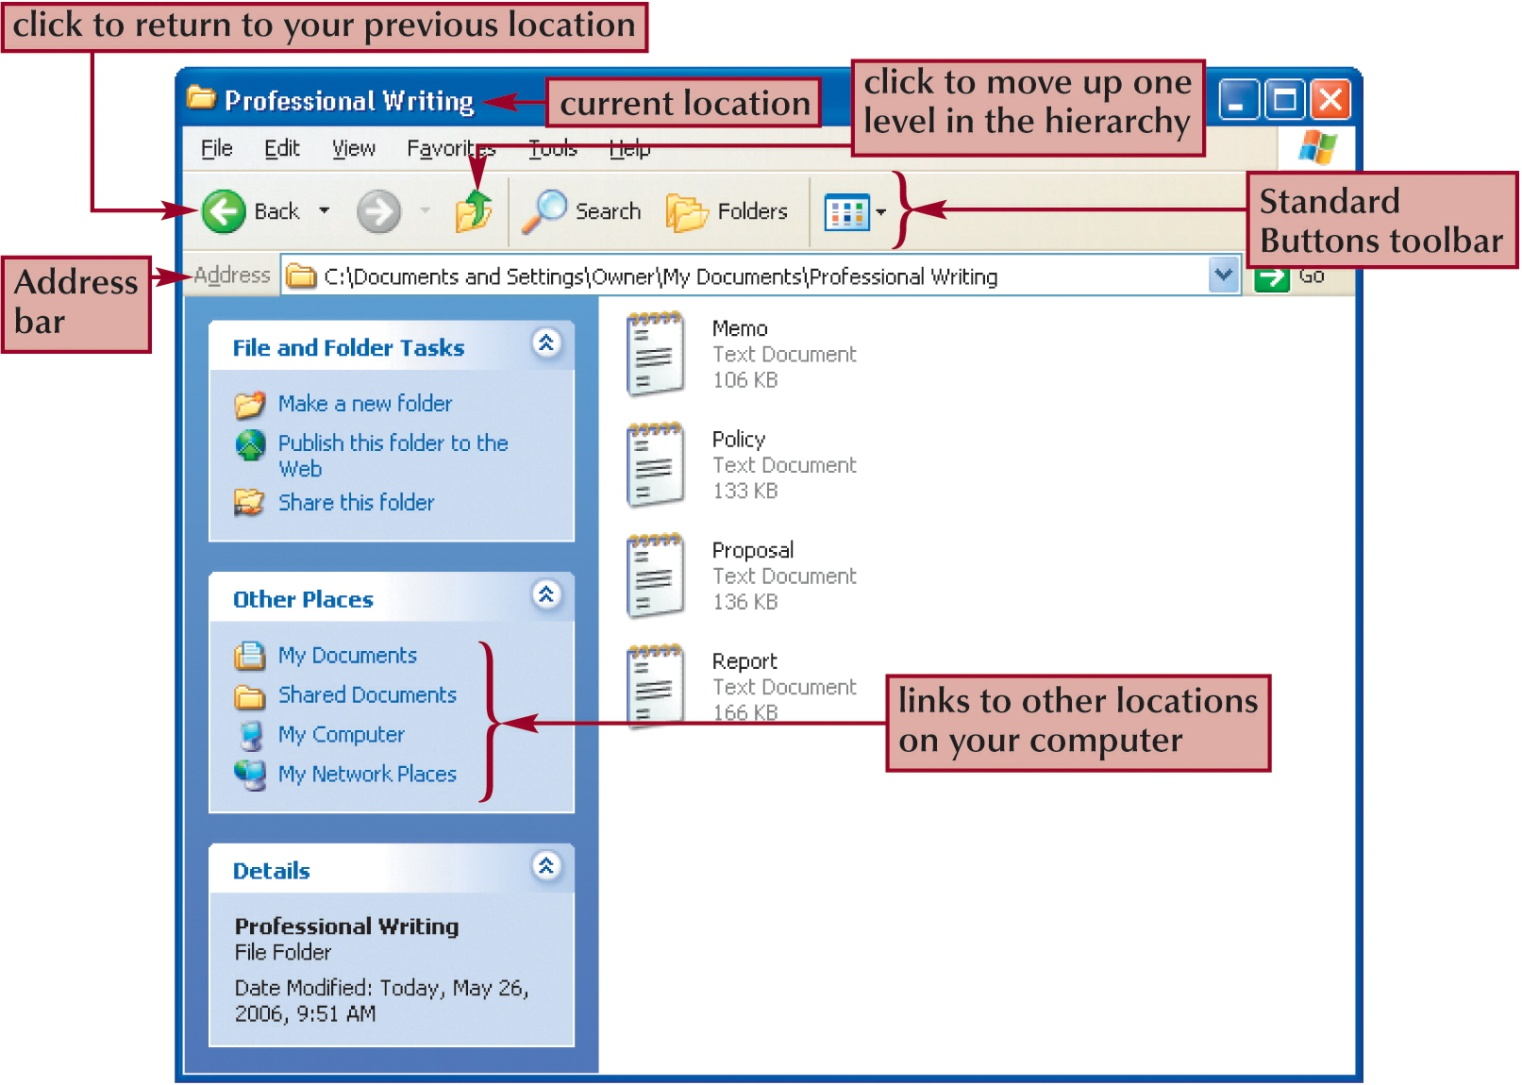 click to return to your previous location
Professional Writing
current location
click to move up one
level in the hierarchy
File Edit View Favorites Tools Help
Back
Search
Folders
Standard
Buttons toolbar
Address
bar
Address
C:\Documents and Settings\Owner\My Documents\Professional Writing
Go
File and Folder Tasks
Make a new folder
Publish this folder to the
Web
Share this folder
Other Places
My Documents
Shared Documents
My Computer
My Network Places
links to other locations
on your computer
Details
Professional Writing
File Folder
Date Modified: Today, May 26,
2006, 9:51 AM
Memo
Text Document
106 KB
Policy
Text Document
133 KB
Proposal
Text Document
136 KB
Report
Text Document
166 KB